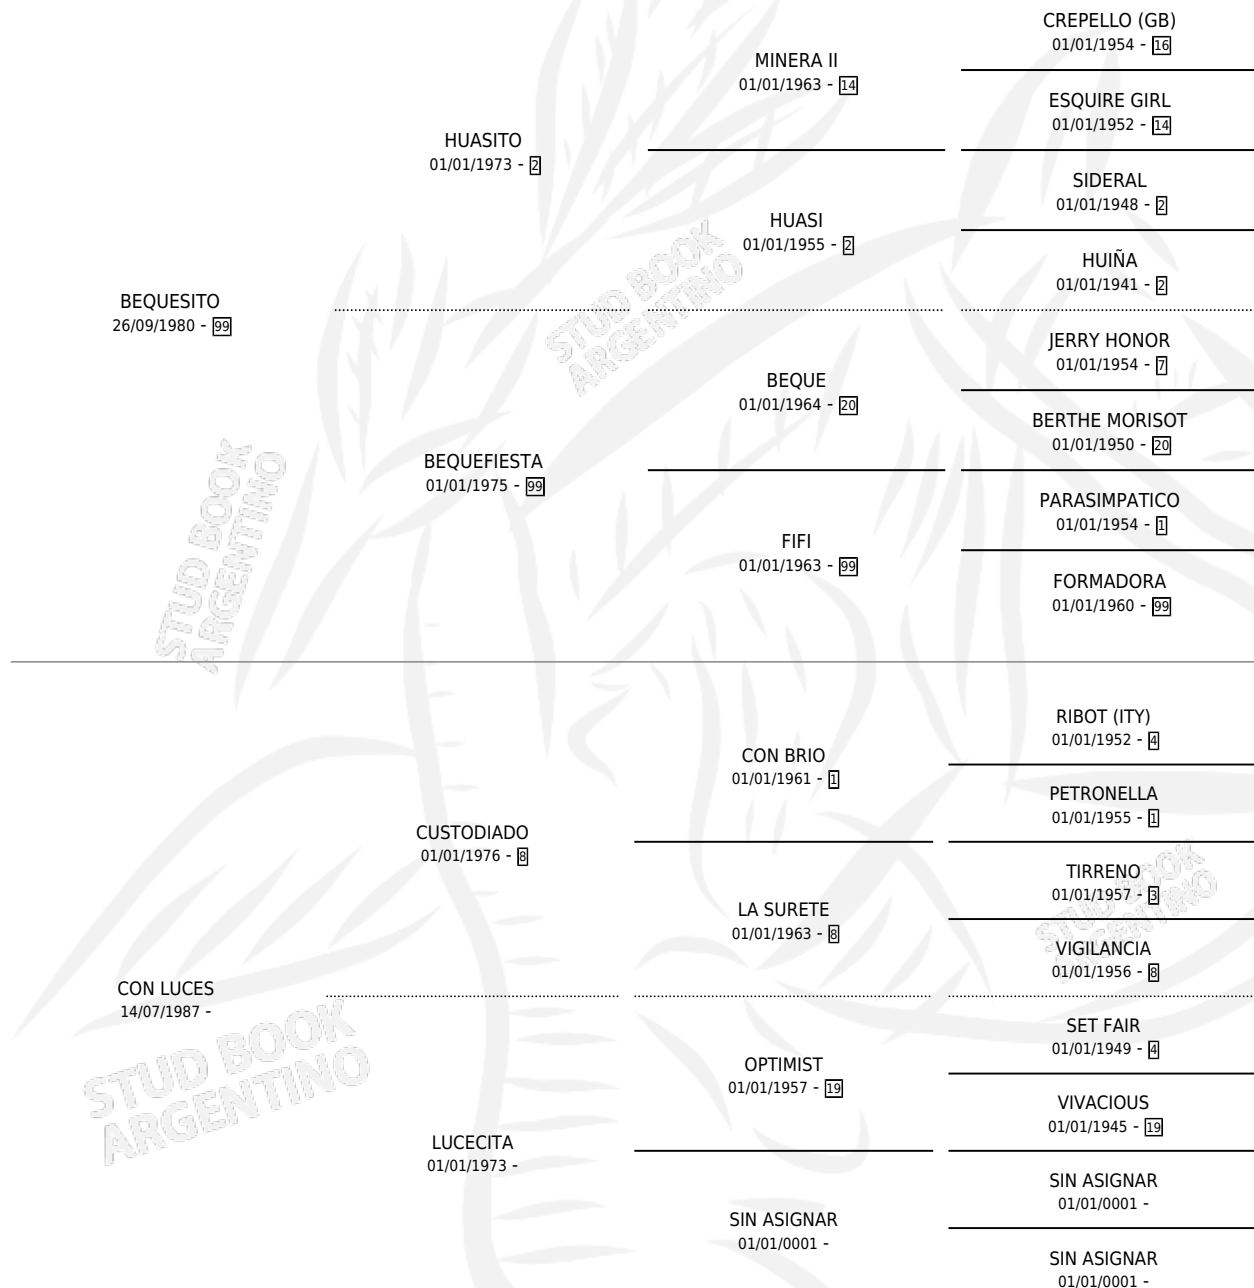 CREPELLO (GB)
01/01/1954 - 16
MINERA II
01/01/1963 - 14
ESQUIRE GIRL
01/01/1952 - 14
HUASITO
01/01/1973 - 2
SIDERAL
01/01/1948 - 2
HUASI
01/01/1955 - 2
HUIÑA
01/01/1941 - 2
BEQUESITO
26/09/1980 - 99
JERRY HONOR
01/01/1954 - 7
BEQUE
01/01/1964 - 20
BERTHE MORISOT
01/01/1950 - 20
BEQUEFIESTA
01/01/1975 - 99
PARASIMPATICO
01/01/1954 - 1
FIFI
01/01/1963 - 99
FORMADORA
01/01/1960 - 99
RIBOT (ITY)
01/01/1952 - 4
CON BRIO
01/01/1961 - 1
PETRONELLA
01/01/1955 - 1
CUSTODIADO
01/01/1976 - 8
TIRRENO
01/01/1957 - 3
LA SURETE
01/01/1963 - 8
VIGILANCIA
01/01/1956 - 8
CON LUCES
14/07/1987 -
SET FAIR
01/01/1949 - 4
OPTIMIST
01/01/1957 - 19
VIVACIOUS
01/01/1945 - 19
LUCECITA
01/01/1973 -
SIN ASIGNAR
01/01/0001 -
SIN ASIGNAR
01/01/0001 -
SIN ASIGNAR
01/01/0001 -
STUD BOOK
ARGENTINO
STUD BOOK
ARGENTINO
STUD BOOK
ARGENTINO
STUD BOOK
ARGENTINO